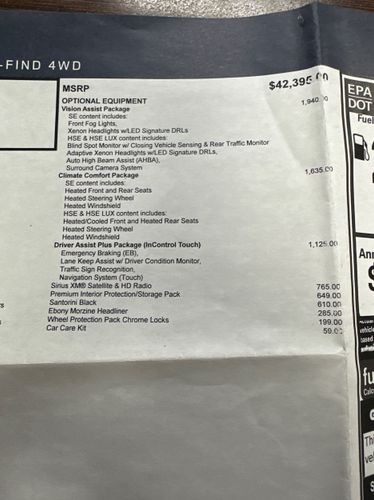 -FIND 4WD
MSRP $42,395.00
OPTIONAL EQUIPMENT
Vision Assist Package 1,940.00
SE content includes:
Front Fog Lights,
Xenon Headlights w/LED Signature DRLs
HSE & HSE LUX content includes:
Blind Spot Monitor w/ Closing Vehicle Sensing & Rear Traffic Monitor
Adaptive Xenon Headlights w/LED Signature DRLs,
Auto High Beam Assist (AHBA),
Surround Camera System
Climate Comfort Package 1,635.00
SE content includes:
Heated Front and Rear Seats
Heated Steering Wheel
Heated Windshield
HSE & HSE LUX content includes:
Heated/Cooled Front and Heated Rear Seats
Heated Steering Wheel
Heated Windshield
Driver Assist Plus Package (InControl Touch) 1,125.00
Emergency Braking (EB),
Lane Keep Assist w/ Driver Condition Monitor,
Traffic Sign Recognition,
Navigation System (Touch)
Sirius XM® Satellite & HD Radio 765.00
Premium Interior Protection/Storage Pack 649.00
Santorini Black 610.00
Ebony Morzine Headliner 285.00
Wheel Protection Pack Chrome Locks 199.00
Car Care Kit 59.00
EPA
DOT
Fuel